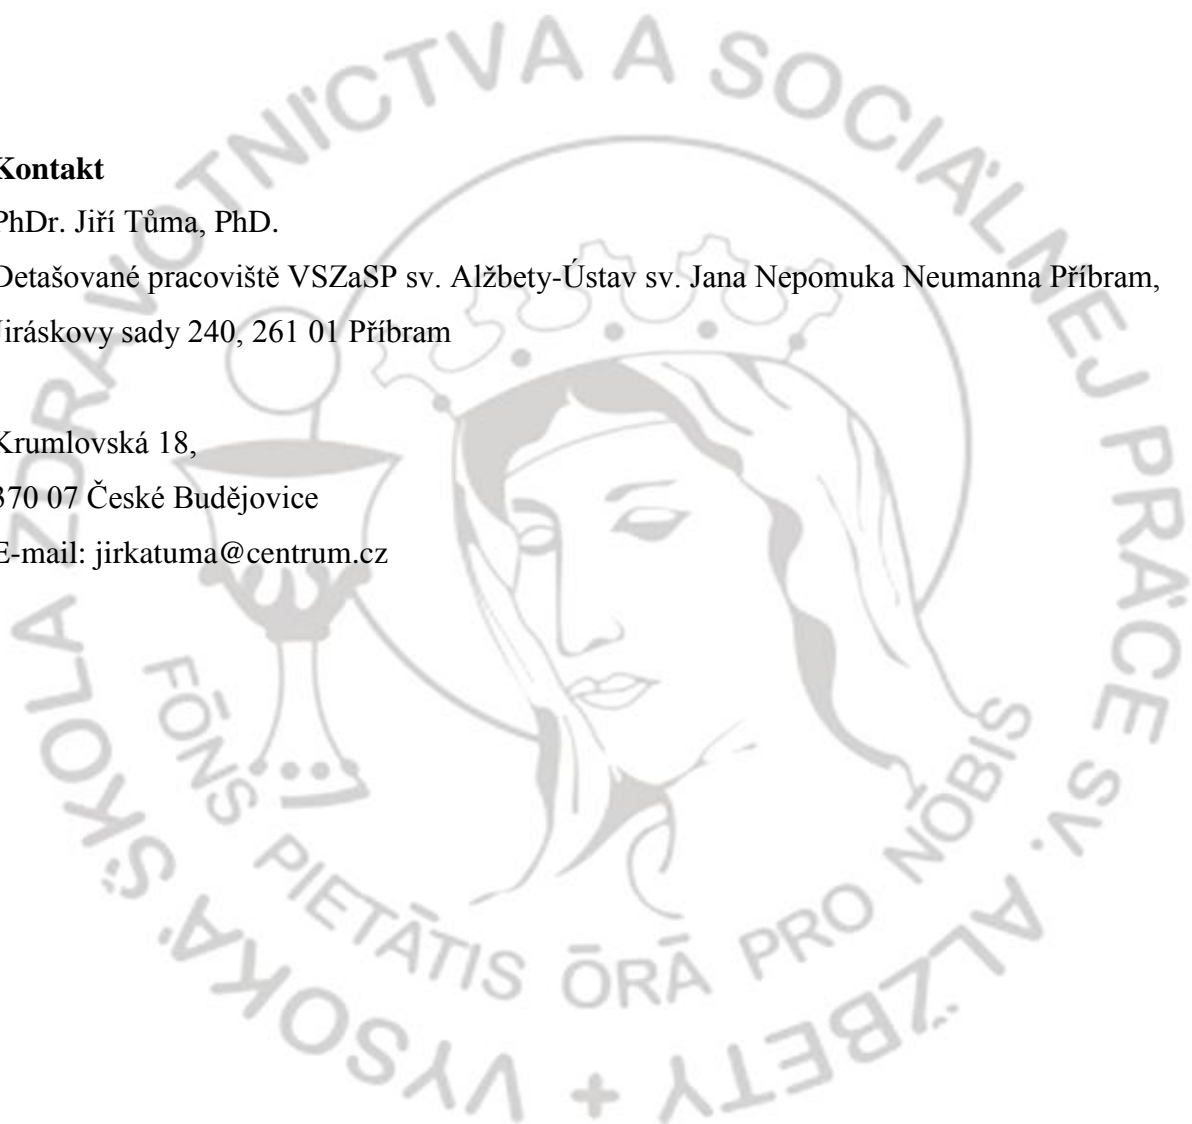 Kontakt
PhDr. Jiří Tůma, PhD.
Detašované pracoviště VSZaSP sv. Alžbety-Ústav sv. Jana Nepomuka Neumanna Příbram,
Jiráskovy sady 240, 261 01 Příbram
Krumlovská 18,
370 07 České Budějovice
E-mail: jirkatuma@centrum.cz
VYSOKÁ ŠKOLA ZDRAVOTNÍCTVA A SOCIÁLNEJ PRÁCE SV. ALŽBETY +
FŌNS PIETĀTIS ŌRĀ PRO NŌBIS